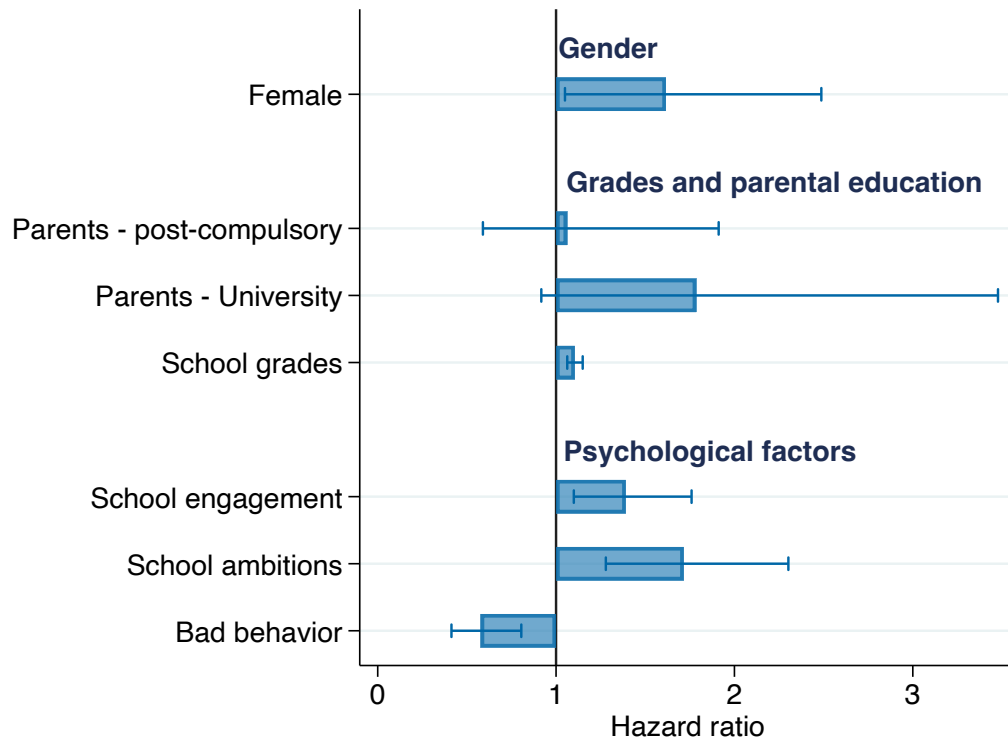 Gender
Female
Grades and parental education
Parents - post-compulsory
Parents - University
School grades
Psychological factors
School engagement
School ambitions
Bad behavior
0 1 2 3
Hazard ratio